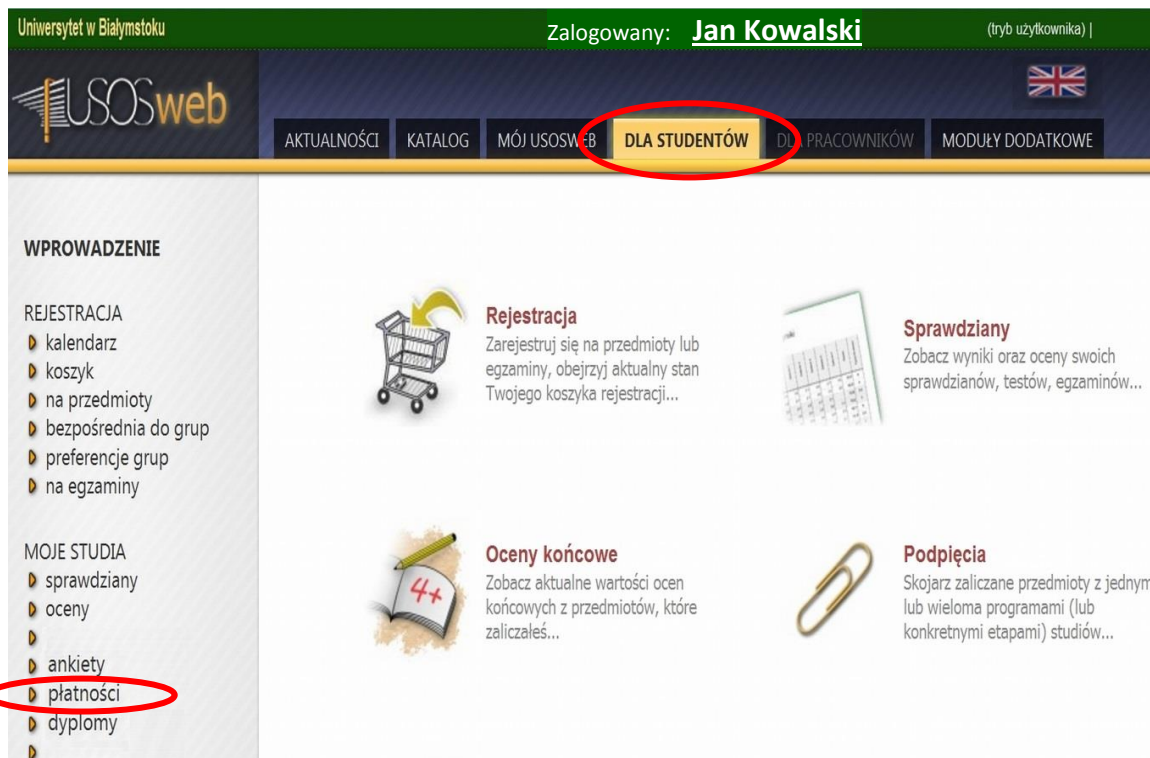 Uniwersytet w Białymstoku
Zalogowany: Jan Kowalski
(tryb użytkownika) |
USOSweb
AKTUALNOŚCI KATALOG MÓJ USOSWEB DLA STUDENTÓW DLA PRACOWNIKÓW MODUŁY DODATKOWE
WPROWADZENIE
REJESTRACJA
kalendarz
koszyk
na przedmioty
bezpośrednia do grup
preferencje grup
na egzaminy
MOJE STUDIA
sprawdziany
oceny
ankiety
płatności
dyplomy
Rejestracja
Zarejestruj się na przedmioty lub
egzaminy, obejrzyj aktualny stan
Twojego koszyka rejestracji...
Sprawdziany
Zobacz wyniki oraz oceny swoich
sprawdzianów, testów, egzaminów...
4+
Oceny końcowe
Zobacz aktualne wartości ocen
końcowych z przedmiotów, które
zaliczałeś...
Podpięcia
Skojarz zaliczane przedmioty z jednym
lub wieloma programami (lub
konkretnymi etapami) studiów...